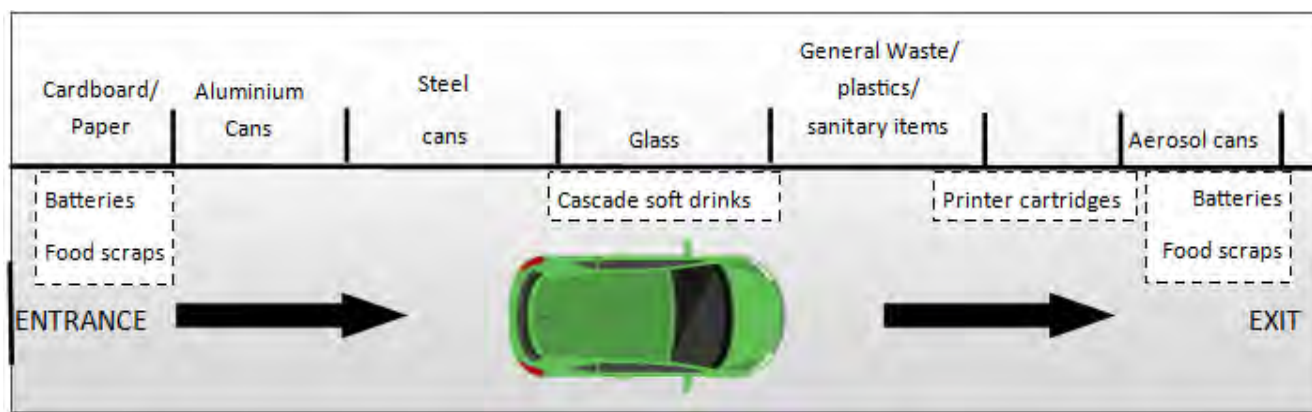 Cardboard/
Paper
Aluminium
Cans
Steel
cans
Glass
General Waste/
plastics/
sanitary items
Aerosol cans
Batteries
Food scraps
Cascade soft drinks
Printer cartridges
Batteries
Food scraps
ENTRANCE
EXIT